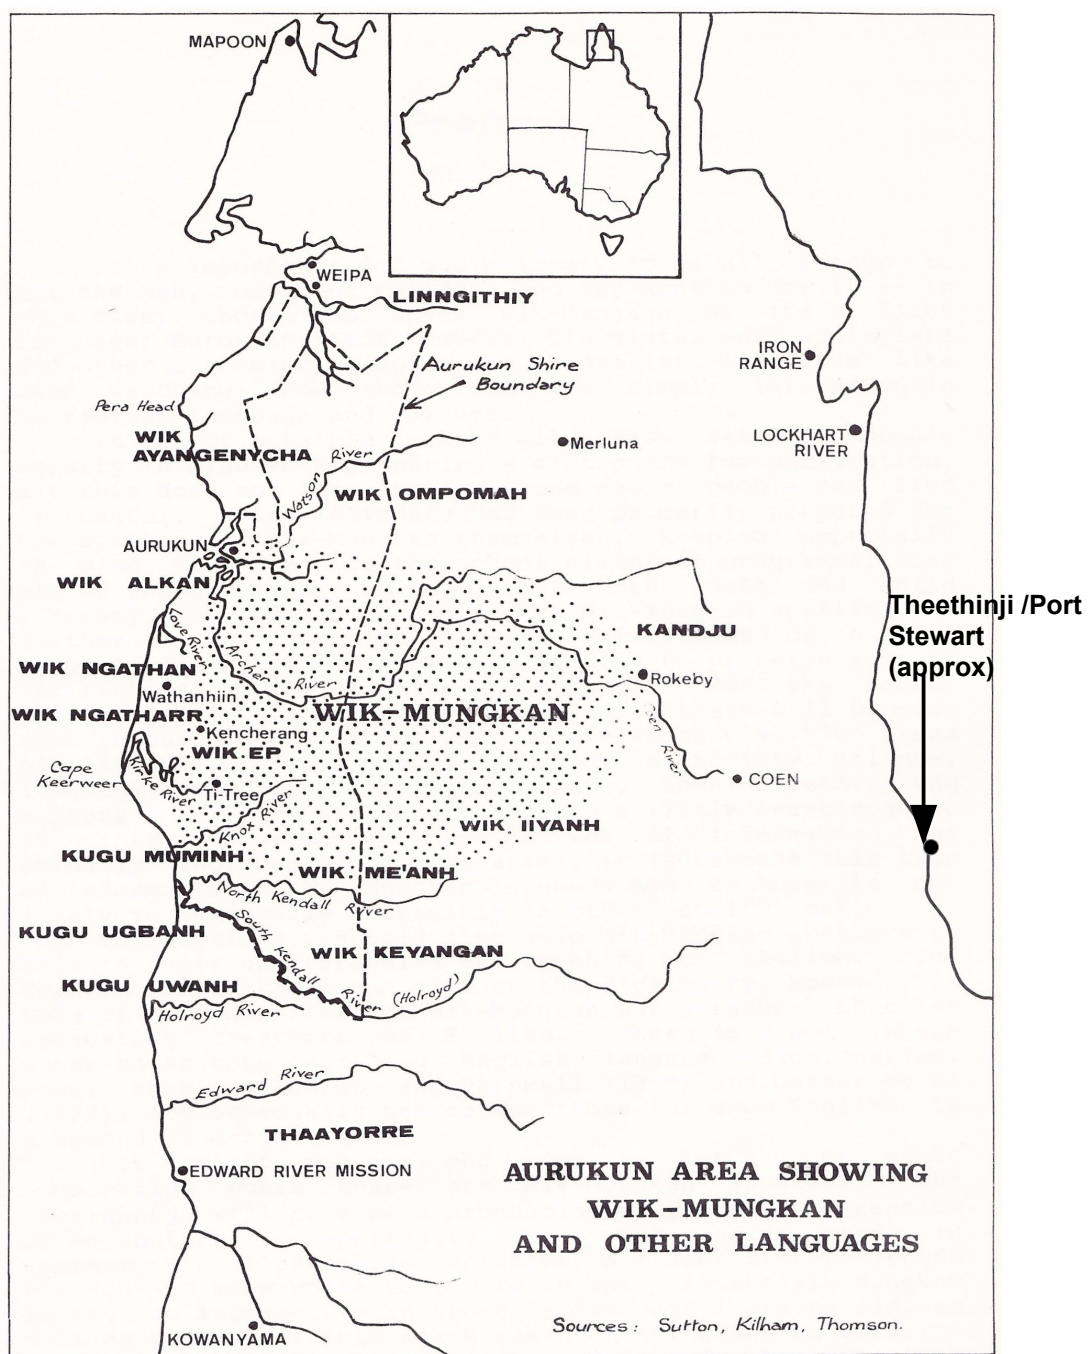 MAPOON
WEIPA
LINNGITHIY
Aurukun Shire
Boundary
IRON
RANGE
Pera Head
WIK
AYANGENYCHA
Watson River
Merluna
LOCKHART
RIVER
WIK OMPOMAH
AURUKUN
WIK ALKAN
Theethinji /Port
Stewart
(approx)
Love River
Archer River
KANDJU
WIK NGATHAN
Wathanhiin
Rokeby
WIK NGATHARR
WIK-MUNGKAN
Kencherang
WIK EP
Coen River
Cape
Keerweer
Kirke River
Ti-Tree
COEN
Knox River
WIK IIYANH
KUGU MUMINH
WIK ME'ANH
North Kendall River
KUGU UGBANH
South Kendall River (Holroyd)
WIK KEYANGAN
KUGU UWANH
Holroyd River
Edward River
THAAYORRE
EDWARD RIVER MISSION
AURUKUN AREA SHOWING
WIK-MUNGKAN
AND OTHER LANGUAGES
Sources: Sutton, Kilham, Thomson.
KOWANYAMA